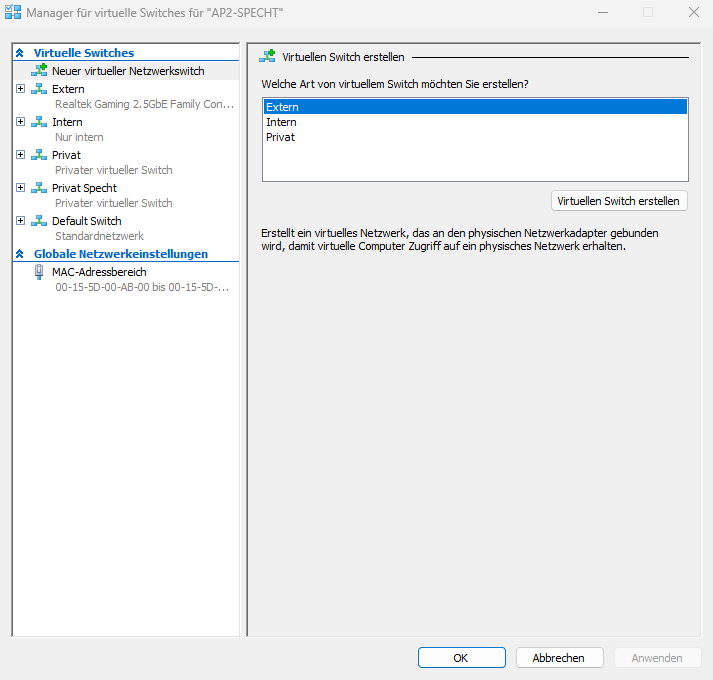 Manager für virtuelle Switches für "AP2-SPECHT"
Virtuelle Switches
Neuer virtueller Netzwerkswitch
Extern
Realtek Gaming 2.5GbE Family Con...
Intern
Nur intern
Privat
Privater virtueller Switch
Privat Specht
Privater virtueller Switch
Default Switch
Standardnetzwerk
Globale Netzwerkeinstellungen
MAC-Adressbereich
00-15-5D-00-AB-00 bis 00-15-5D-...
Virtuellen Switch erstellen
Welche Art von virtuellem Switch möchten Sie erstellen?
Extern
Intern
Privat
Virtuellen Switch erstellen
Erstellt ein virtuelles Netzwerk, das an den physischen Netzwerkadapter gebunden
wird, damit virtuelle Computer Zugriff auf ein physisches Netzwerk erhalten.
OK
Abbrechen
Anwenden